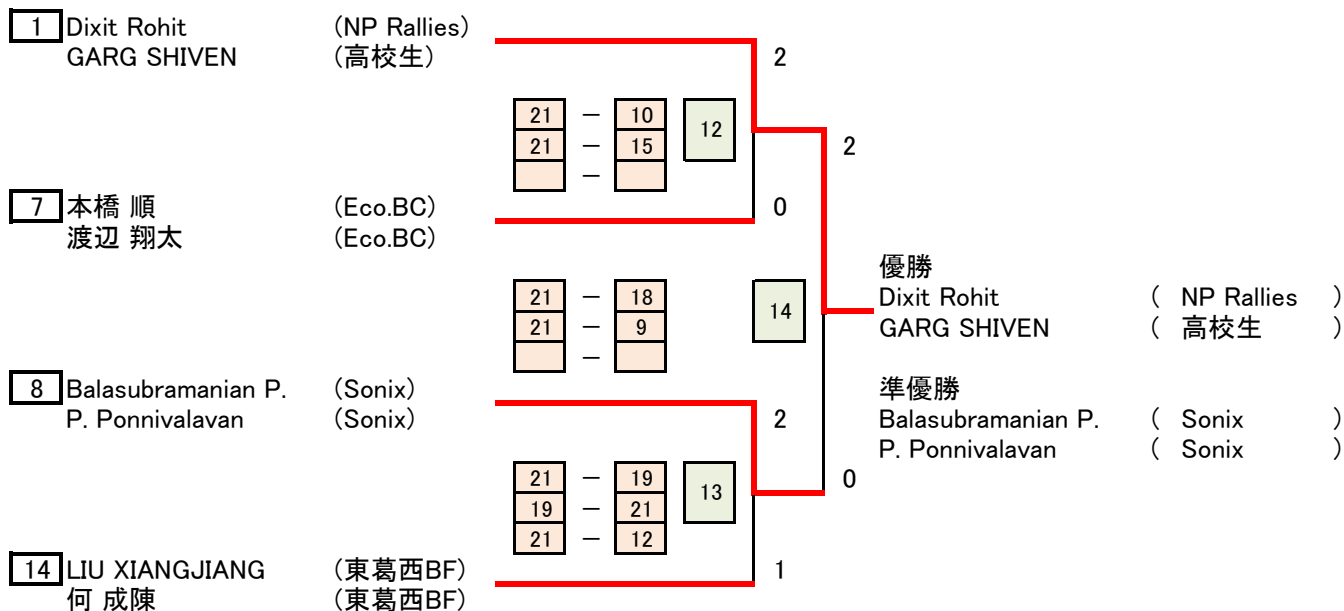 1 Dixit Rohit (NP Rallies)
GARG SHIVEN (高校生)
2
21 － 10
12
21 － 15
－
2
7 本橋 順 (Eco.BC)
渡辺 翔太 (Eco.BC)
0
優勝
21 － 18
14
21 － 9
－
Dixit Rohit ( NP Rallies )
GARG SHIVEN ( 高校生 )
8 Balasubramanian P. (Sonix)
P. Ponnivalavan (Sonix)
2
準優勝
Balasubramanian P. ( Sonix )
P. Ponnivalavan ( Sonix )
21 － 19
13
19 － 21
21 － 12
0
14 LIU XIANGJIANG (東葛西BF)
何 成陳 (東葛西BF)
1